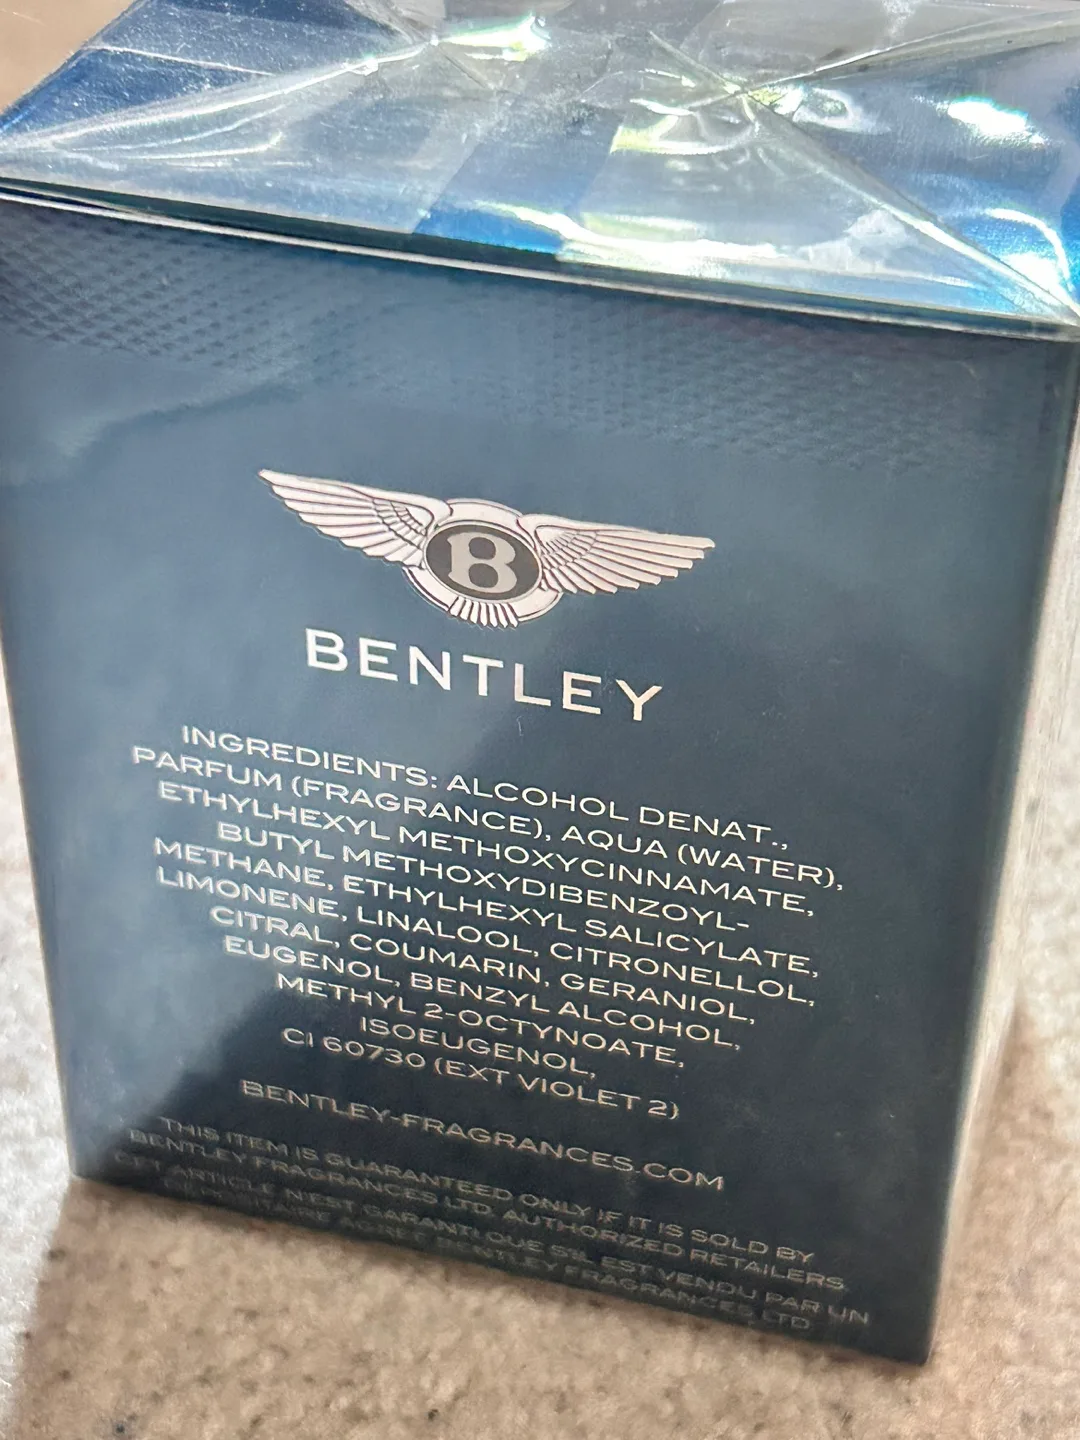 B
BENTLEY
INGREDIENTS: ALCOHOL DENAT.,
PARFUM (FRAGRANCE), AQUA (WATER),
ETHYLHEXYL METHOXYCINNAMATE,
BUTYL METHOXYDIBENZOYL-
METHANE, ETHYLHEXYL SALICYLATE,
LIMONENE, LINALOOL, CITRONELLOL,
CITRAL, COUMARIN, GERANIOL,
EUGENOL, BENZYL ALCOHOL,
METHYL 2-OCTYNOATE,
ISOEUGENOL,
CI 60730 (EXT VIOLET 2)
BENTLEY-FRAGRANCES.COM
THIS ITEM IS GUARANTEED ONLY IF IT IS SOLD BY
BENTLEY FRAGRANCES LTD. AUTHORIZED RETAILERS.
CET ARTICLE N'EST GARANTI QUE S'IL EST VENDU PAR UN
BENTLEY FRAGRANCES LTD